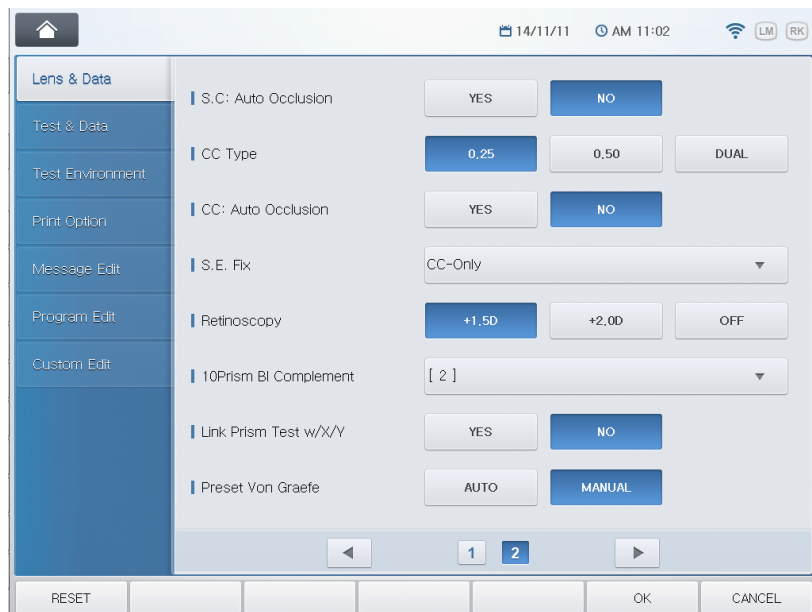 14/11/11 AM 11:02 LM RK
Lens & Data
Test & Data
Test Environment
Print Option
Message Edit
Program Edit
Custom Edit
S.C: Auto Occlusion YES NO
CC Type 0.25 0.50 DUAL
CC: Auto Occlusion YES NO
S.E. Fix CC-Only
Retinoscopy +1.5D +2.0D OFF
10Prism BI Complement [ 2 ]
Link Prism Test w/X/Y YES NO
Preset Von Graefe AUTO MANUAL
1 2
RESET OK CANCEL